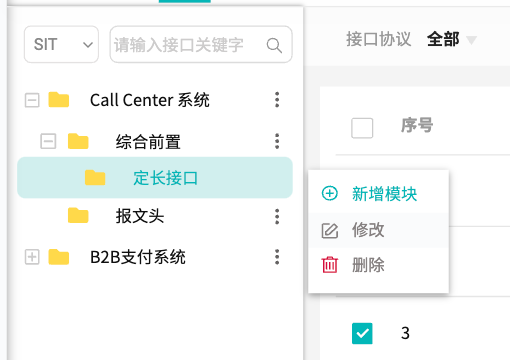 SIT
请输入接口关键字
Call Center 系统
综合前置
定长接口
报文头
B2B支付系统
接口协议 全部
序号
新增模块
修改
删除
3